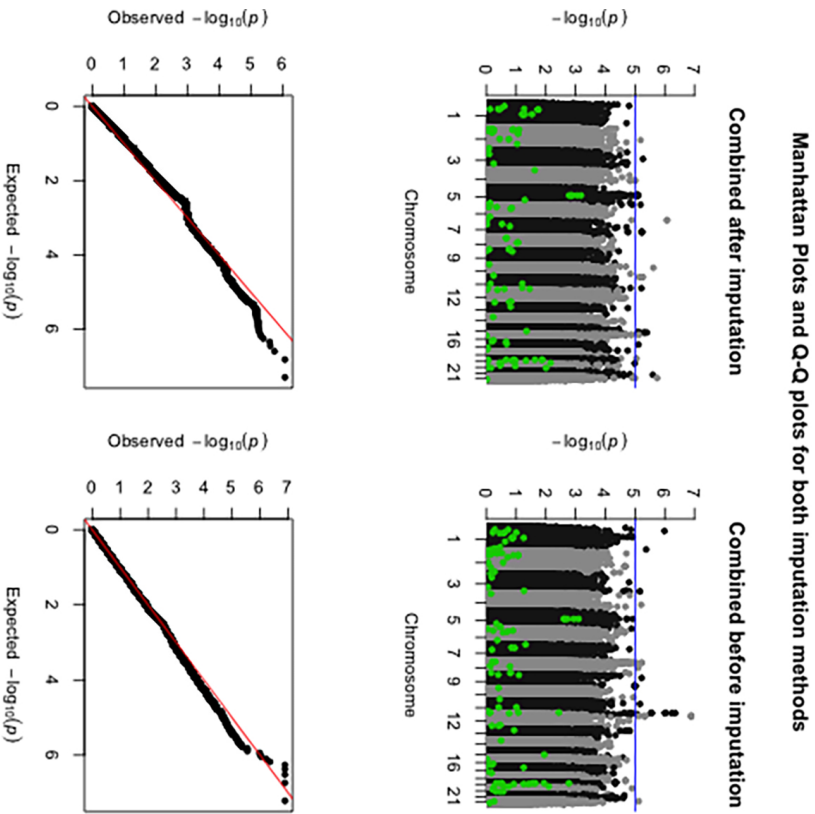 Manhattan Plots and Q-Q plots for both imputation methods
Combined after imputation
−log10(p)
0 1 2 3 4 5 6 7
1 3 5 7 9 12 16 21
Chromosome
Combined before imputation
−log10(p)
0 1 2 3 4 5 6 7
1 3 5 7 9 12 16 21
Chromosome
Observed −log10(p)
0 1 2 3 4 5 6
0 2 4 6
Expected −log10(p)
Observed −log10(p)
0 1 2 3 4 5 6 7
0 2 4 6
Expected −log10(p)